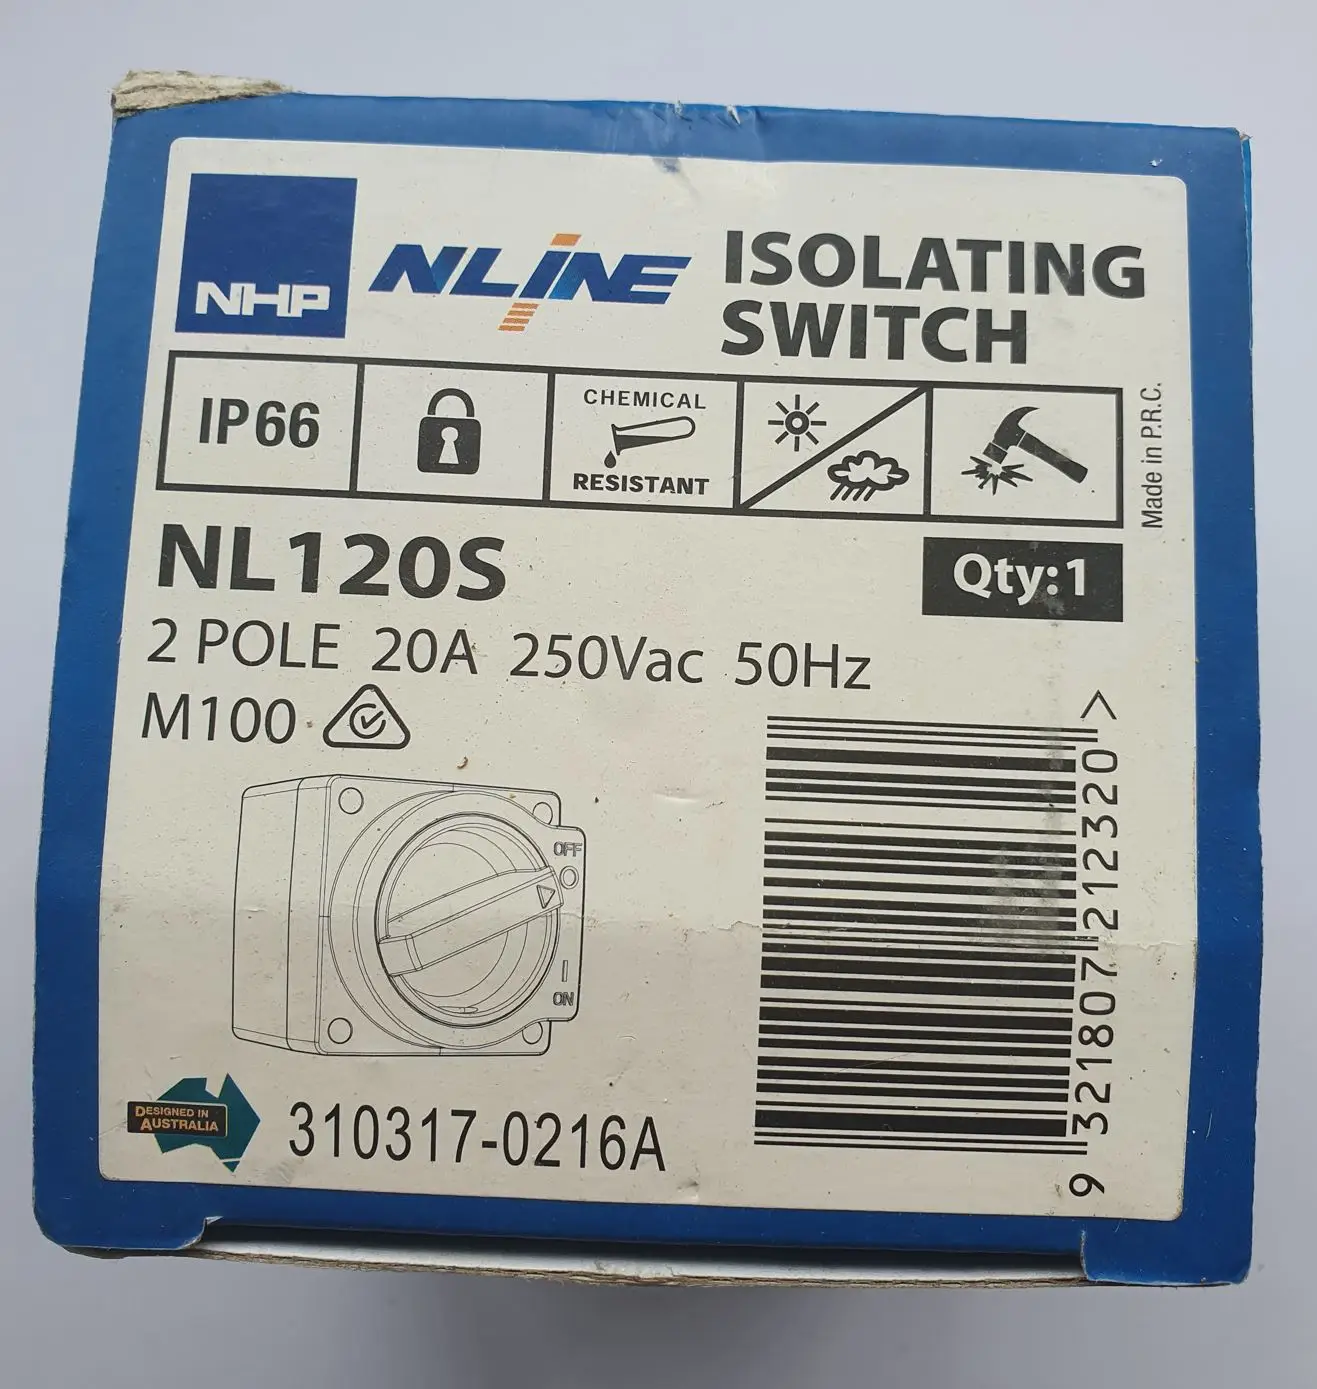 NHP
NLINE
ISOLATING
SWITCH
IP66
CHEMICAL
RESISTANT
Made in P.R.C.
NL120S
Qty:1
2 POLE 20A 250Vac 50Hz
M100
OFF
ON
DESIGNED IN
AUSTRALIA
310317-0216A
9 321807 212320 >